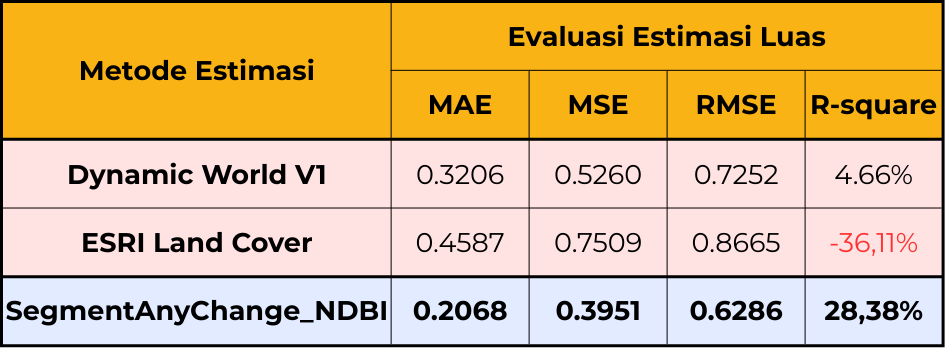 Metode Estimasi
Evaluasi Estimasi Luas
MAE MSE RMSE R-square
Dynamic World V1 0.3206 0.5260 0.7252 4.66%
ESRI Land Cover 0.4587 0.7509 0.8665 -36,11%
SegmentAnyChange_NDBI 0.2068 0.3951 0.6286 28,38%